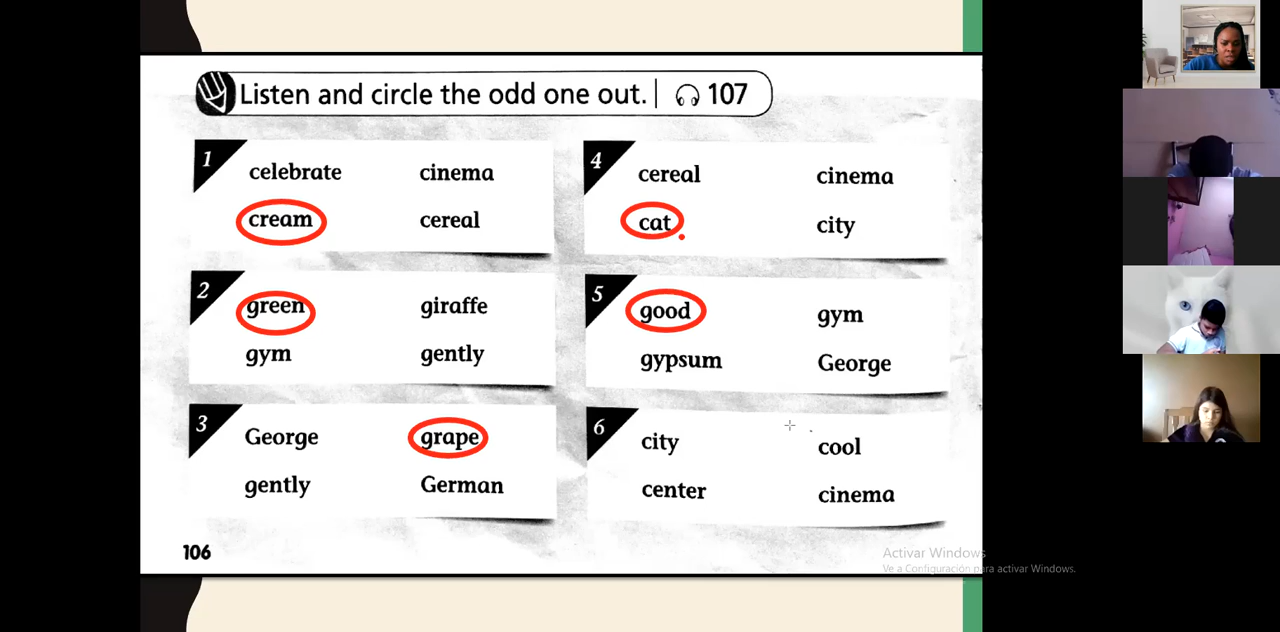 Listen and circle the odd one out. | 107
1
celebrate cinema
cream cereal
2
green giraffe
gym gently
3
George grape
gently German
4
cereal cinema
cat city
5
good gym
gypsum George
6
city cool
center cinema
106
Activar Windows
Ve a Configuración para activar Windows.